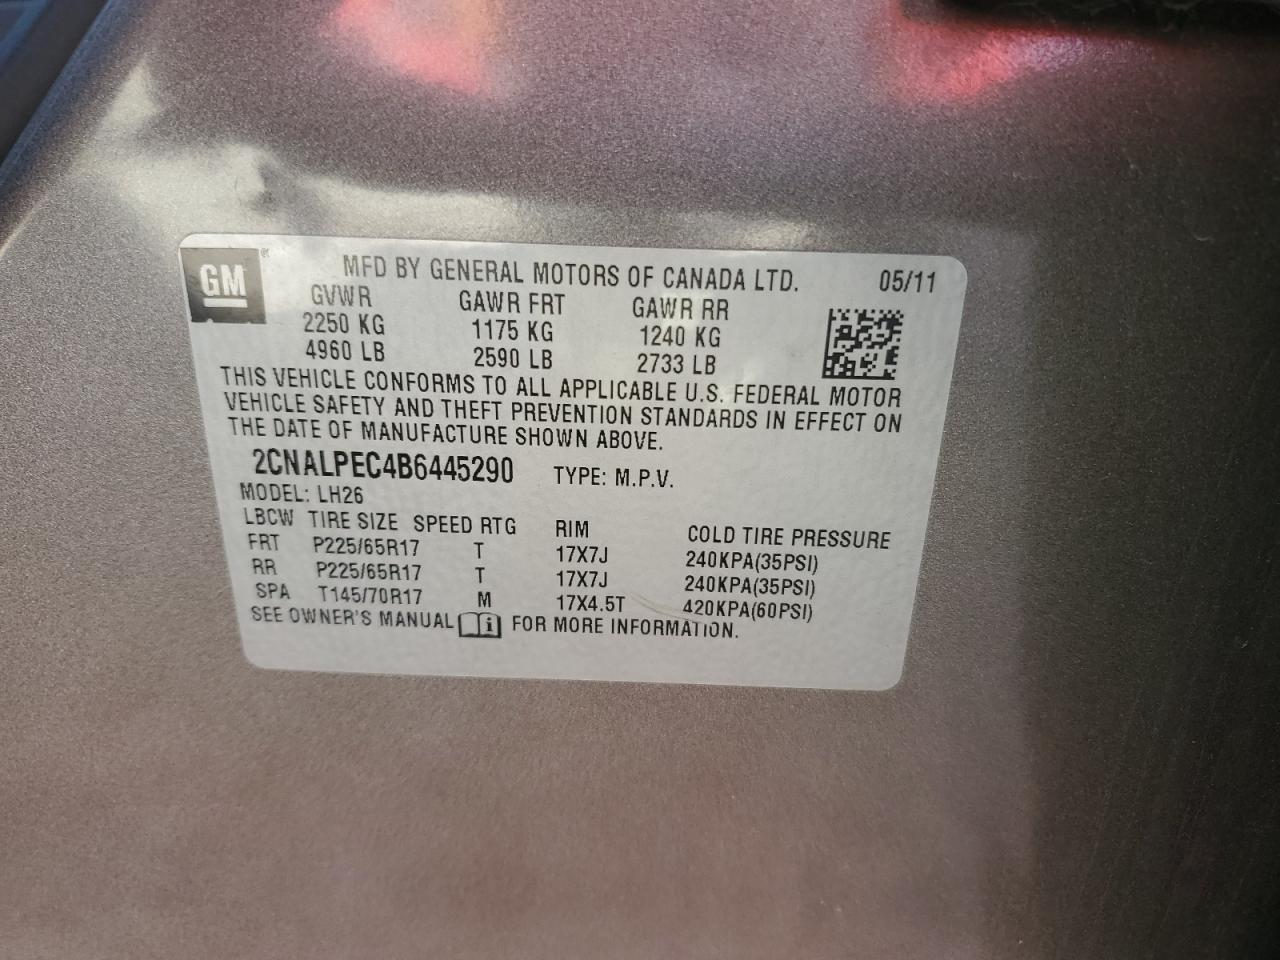 GM ®
MFD BY GENERAL MOTORS OF CANADA LTD. 05/11
GVWR GAWR FRT GAWR RR
2250 KG 1175 KG 1240 KG
4960 LB 2590 LB 2733 LB
THIS VEHICLE CONFORMS TO ALL APPLICABLE U.S. FEDERAL MOTOR
VEHICLE SAFETY AND THEFT PREVENTION STANDARDS IN EFFECT ON
THE DATE OF MANUFACTURE SHOWN ABOVE.
2CNALPEC4B6445290 TYPE: M.P.V.
MODEL: LH26
LBCW TIRE SIZE SPEED RTG RIM COLD TIRE PRESSURE
FRT P225/65R17 T 17X7J 240KPA(35PSI)
RR P225/65R17 T 17X7J 240KPA(35PSI)
SPA T145/70R17 M 17X4.5T 420KPA(60PSI)
SEE OWNER'S MANUAL i FOR MORE INFORMATION.